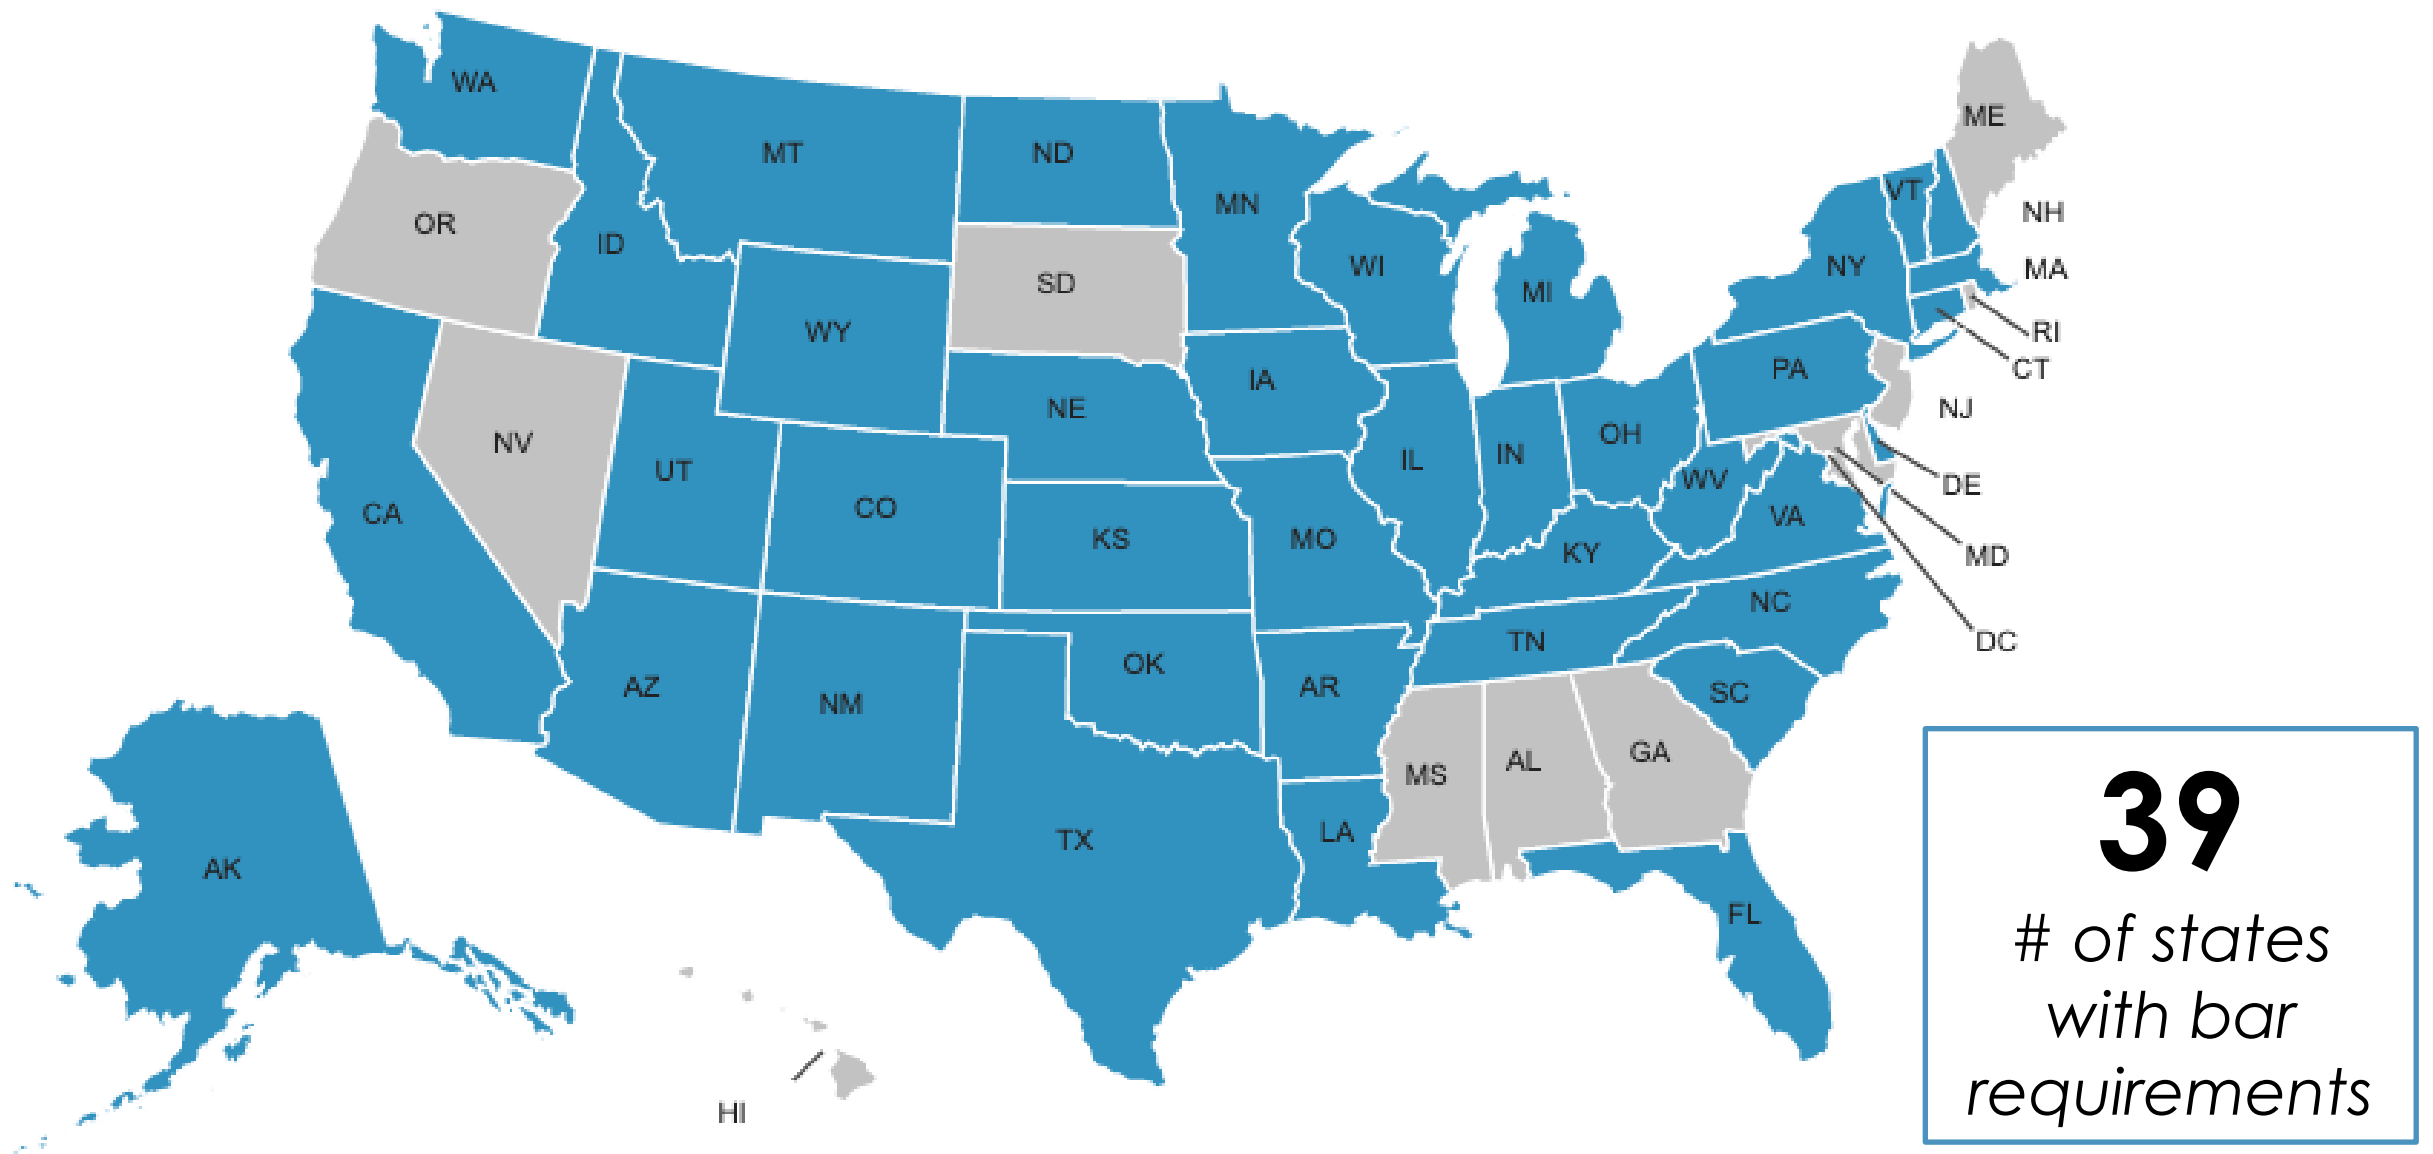 WA
ME
MT
ND
VT
MN
NH
OR
ID
WI
NY
MA
SD
MI
RI
WY
CT
PA
IA
NE
NJ
OH
NV
IN
IL
UT
WV
DE
CO
CA
VA
KS
MO
KY
MD
NC
TN
DC
OK
AZ
AR
SC
NM
GA
AL
MS
LA
TX
AK
FL
HI
39
# of states
with bar
requirements